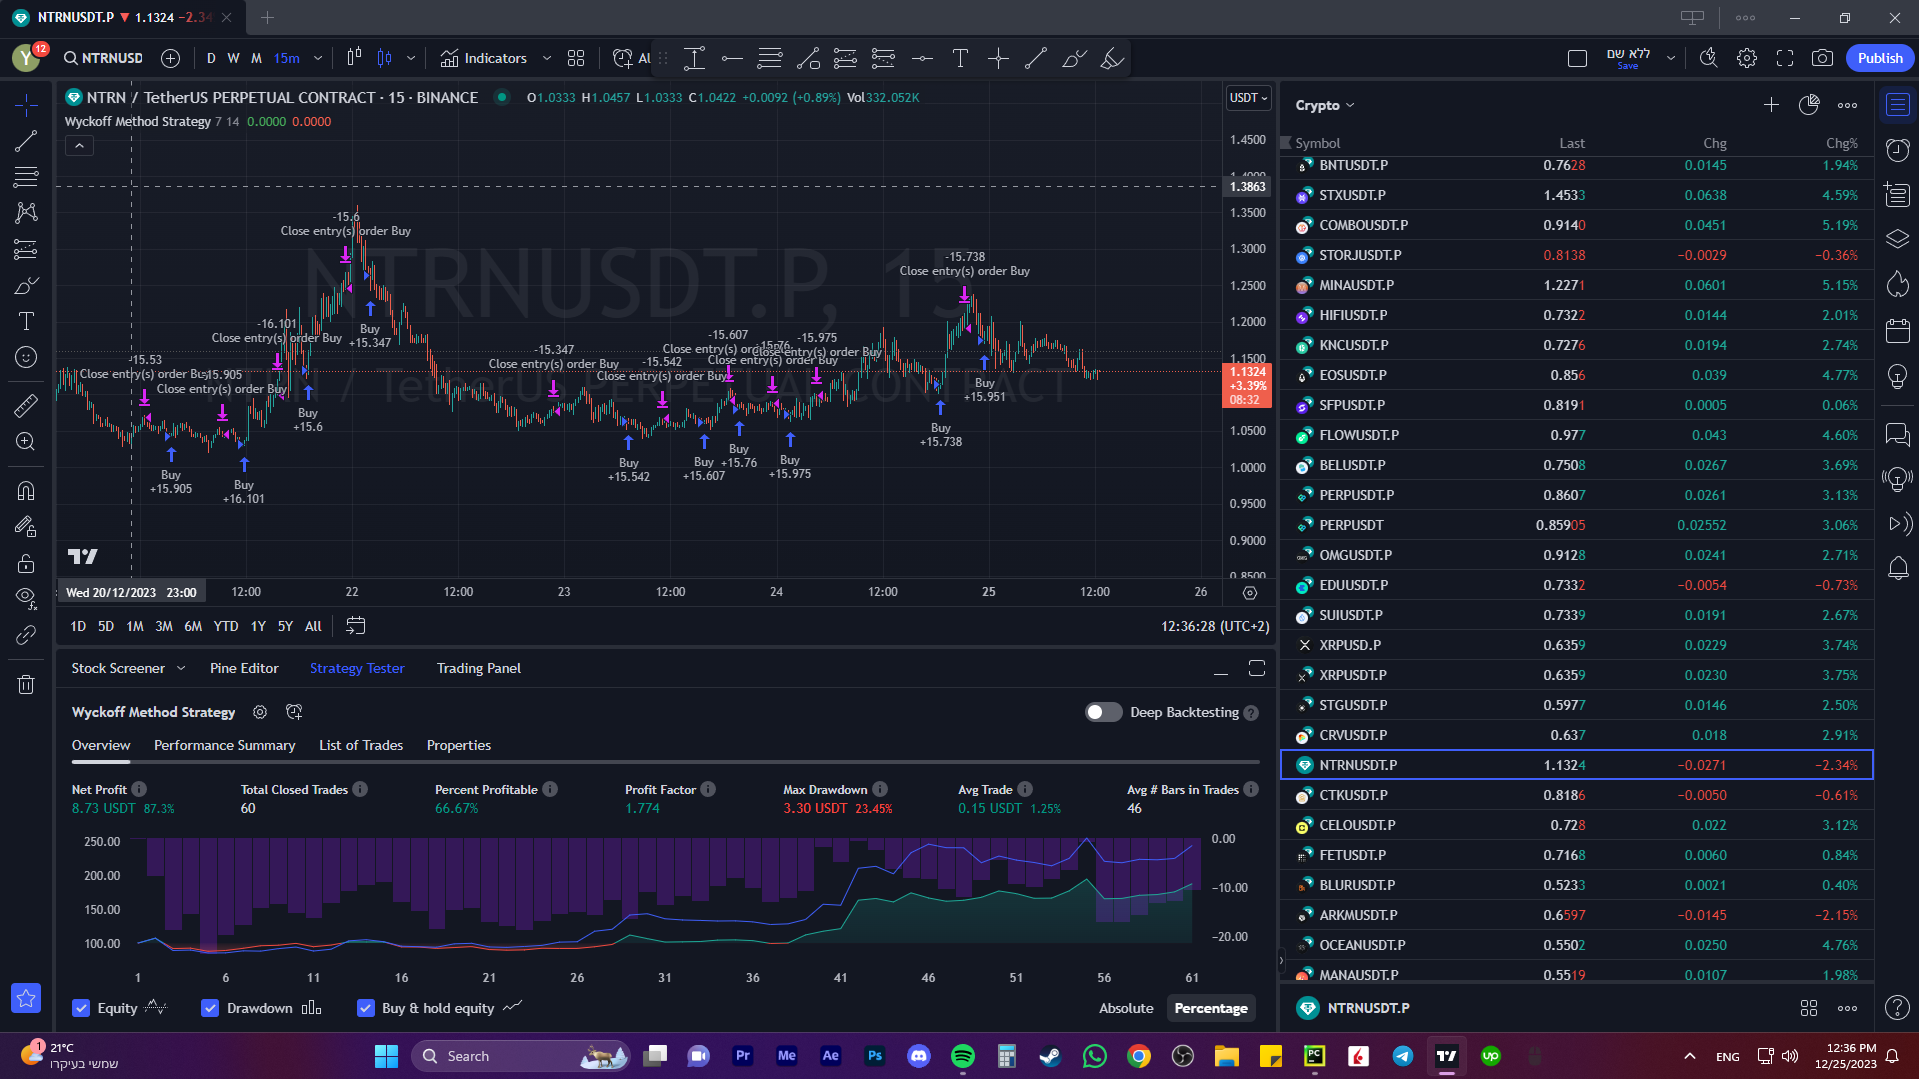 NTRNUSDT.P ▼ 1.1324 −2.34
Y 12 NTRNUSD D W M 15m Indicators Al T ללא שם Save Publish
NTRN / TetherUS PERPETUAL CONTRACT · 15 · BINANCE O1.0333 H1.0457 L1.0333 C1.0422 +0.0092 (+0.89%) Vol332.052K
USDT
Wyckoff Method Strategy 7 14 0.0000 0.0000
NTRNUSDT.P, 15
NTRN / TetherUS PERPETUAL CONTRACT
1.4500
1.3863
1.3500
1.3000
1.2500
1.2000
1.1500
1.1324
+3.39%
08:32
1.0500
1.0000
0.9500
0.9000
0.8500
-15.6
Close entry(s) order Buy
-15.738
Close entry(s) order Buy
-16.101
Close entry(s) order Buy
Buy
+15.347
-15.53
Close entry(s) order Buy
-15.905
Close entry(s) order Buy
-15.347
Close entry(s) order Buy
-15.542
Close entry(s) order Buy
-15.607
Close entry(s) order Buy
-15.76
Close entry(s) order Buy
-15.975
Close entry(s) order Buy
Buy
+15.905
Buy
+16.101
Buy
+15.6
Buy
+15.542
Buy
+15.607
Buy
+15.76
Buy
+15.975
Buy
+15.738
Buy
+15.951
Wed 20/12/2023 23:00 12:00 22 12:00 23 12:00 24 12:00 25 12:00 26
1D 5D 1M 3M 6M YTD 1Y 5Y All 12:36:28 (UTC+2)
Stock Screener Pine Editor Strategy Tester Trading Panel
Wyckoff Method Strategy Deep Backtesting
Overview Performance Summary List of Trades Properties
Net Profit Total Closed Trades Percent Profitable Profit Factor Max Drawdown Avg Trade Avg # Bars in Trades
8.73 USDT 87.3% 60 66.67% 1.774 3.30 USDT 23.45% 0.15 USDT 1.25% 46
250.00 0.00
200.00 −10.00
150.00 −20.00
100.00
1 6 11 16 21 26 31 36 41 46 51 56 61
Equity Drawdown Buy & hold equity Absolute Percentage
Crypto
Symbol Last Chg Chg%
BNTUSDT.P 0.7628 0.0145 1.94%
STXUSDT.P 1.4533 0.0638 4.59%
COMBOUSDT.P 0.9140 0.0451 5.19%
STORJUSDT.P 0.8138 −0.0029 −0.36%
MINAUSDT.P 1.2271 0.0601 5.15%
HIFIUSDT.P 0.7322 0.0144 2.01%
KNCUSDT.P 0.7276 0.0194 2.74%
EOSUSDT.P 0.856 0.039 4.77%
SFPUSDT.P 0.8191 0.0005 0.06%
FLOWUSDT.P 0.977 0.043 4.60%
BELUSDT.P 0.7508 0.0267 3.69%
PERPUSDT.P 0.8607 0.0261 3.13%
PERPUSDT 0.85905 0.02552 3.06%
OMGUSDT.P 0.9128 0.0241 2.71%
EDUUSDT.P 0.7332 −0.0054 −0.73%
SUIUSDT.P 0.7339 0.0191 2.67%
XRPUSD.P 0.6359 0.0229 3.74%
XRPUSDT.P 0.6359 0.0230 3.75%
STGUSDT.P 0.5977 0.0146 2.50%
CRVUSDT.P 0.637 0.018 2.91%
NTRNUSDT.P 1.1324 −0.0271 −2.34%
CTKUSDT.P 0.8186 −0.0050 −0.61%
CELOUSDT.P 0.728 0.022 3.12%
FETUSDT.P 0.7168 0.0060 0.84%
BLURUSDT.P 0.5233 0.0021 0.40%
ARKMUSDT.P 0.6597 −0.0145 −2.15%
OCEANUSDT.P 0.5502 0.0250 4.76%
MANAUSDT.P 0.5519 0.0107 1.98%
NTRNUSDT.P
1 21°C
שמשי בעיקרו
Search Pr Me Ae Ps PC up ENG
12:36 PM
12/25/2023